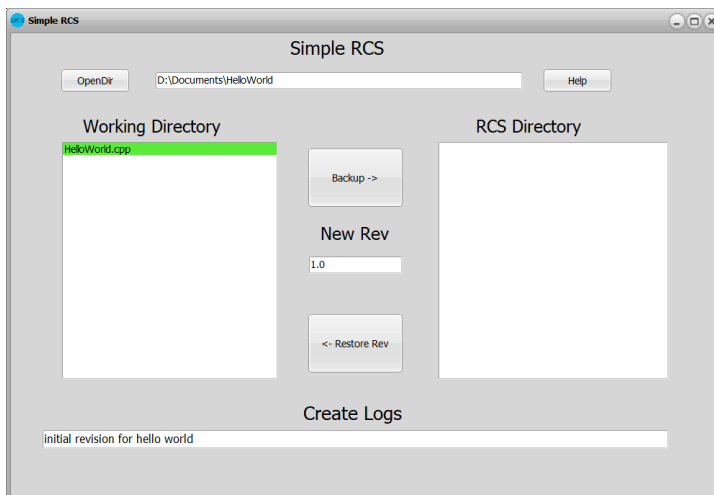 Simple RCS
Simple RCS
OpenDir
D:\Documents\HelloWorld
Help
Working Directory
RCS Directory
HelloWorld.cpp
Backup ->
New Rev
1.0
<- Restore Rev
Create Logs
initial revision for hello world